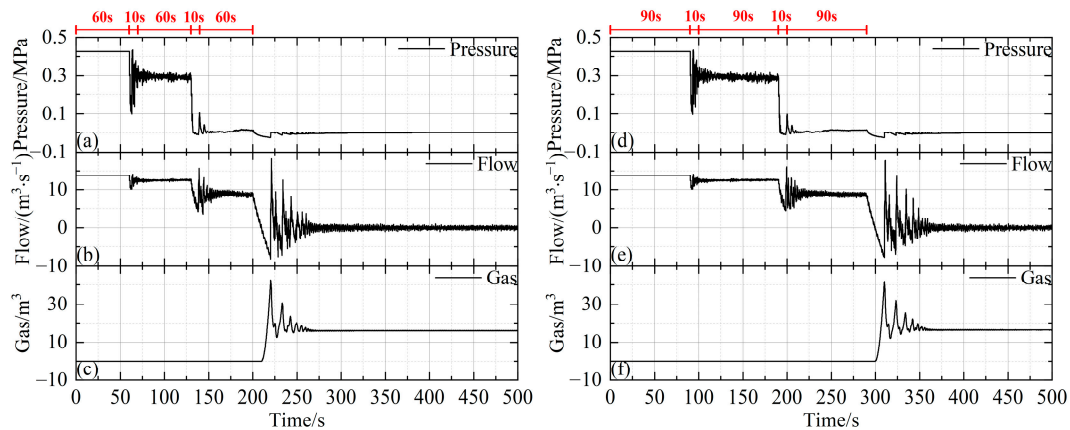 60s 10s 60s 10s 60s
0.5
0.3
0.1
−0.1
Pressure/MPa
Pressure
(a)
10
0
−10
Flow/(m³·s⁻¹)
Flow
(b)
30
10
−10
Gas/m³
Gas
(c)
0 50 100 150 200 250 300 350 400 450 500
Time/s
90s 10s 90s 10s 90s
0.5
0.3
0.1
−0.1
Pressure/MPa
Pressure
(d)
10
0
−10
Flow/(m³·s⁻¹)
Flow
(e)
30
10
−10
Gas/m³
Gas
(f)
0 50 100 150 200 250 300 350 400 450 500
Time/s